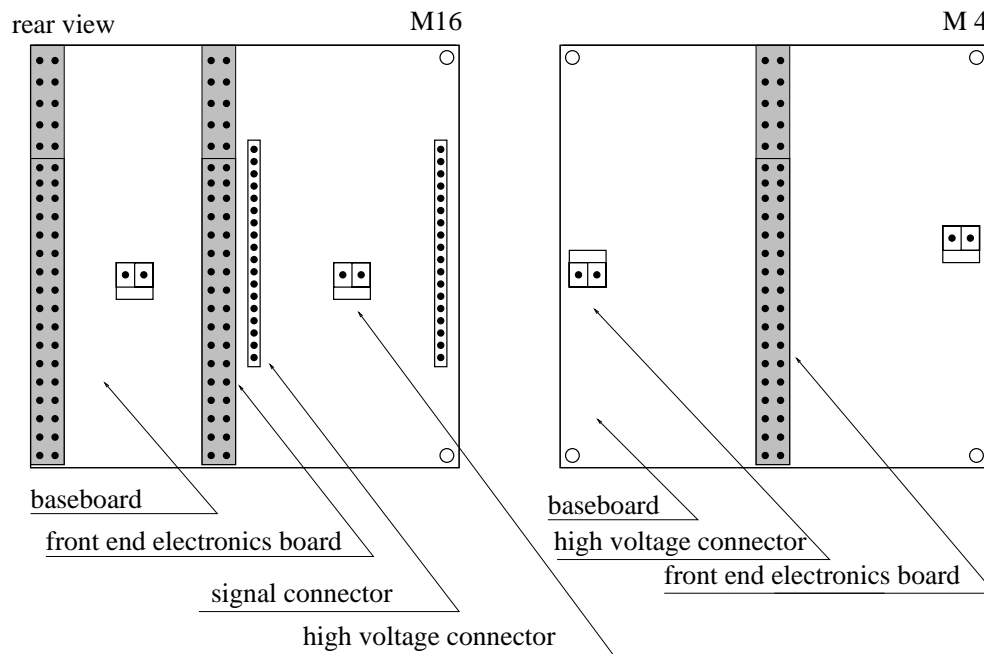 rear view
M16
M 4
baseboard
front end electronics board
signal connector
high voltage connector
baseboard
high voltage connector
front end electronics board